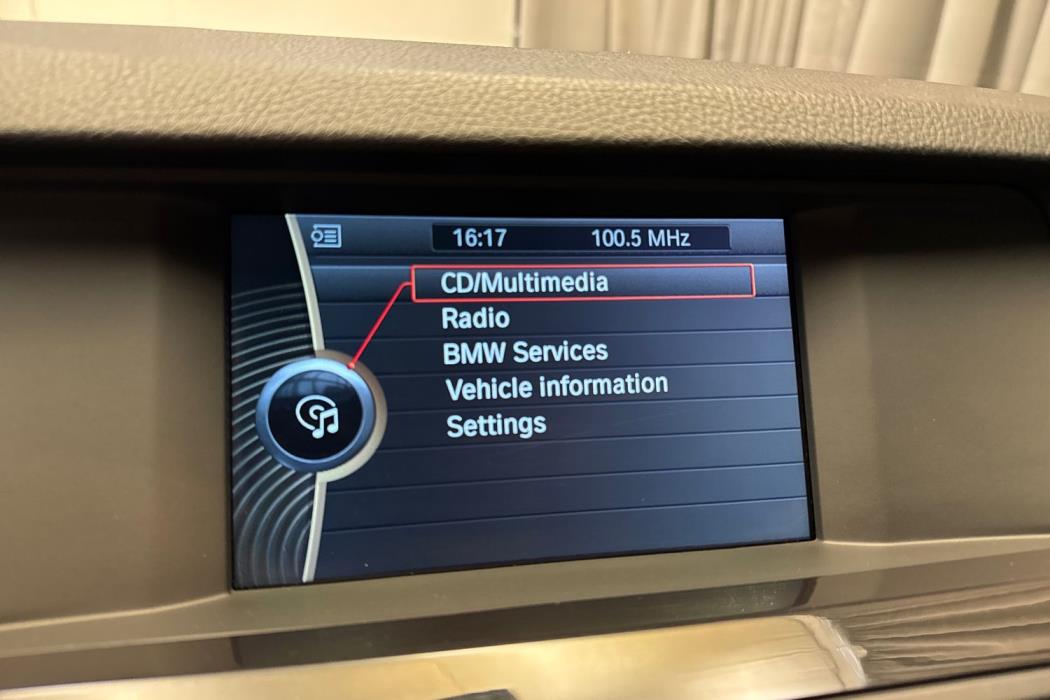 16:17 100.5 MHz
CD/Multimedia
Radio
BMW Services
Vehicle information
Settings